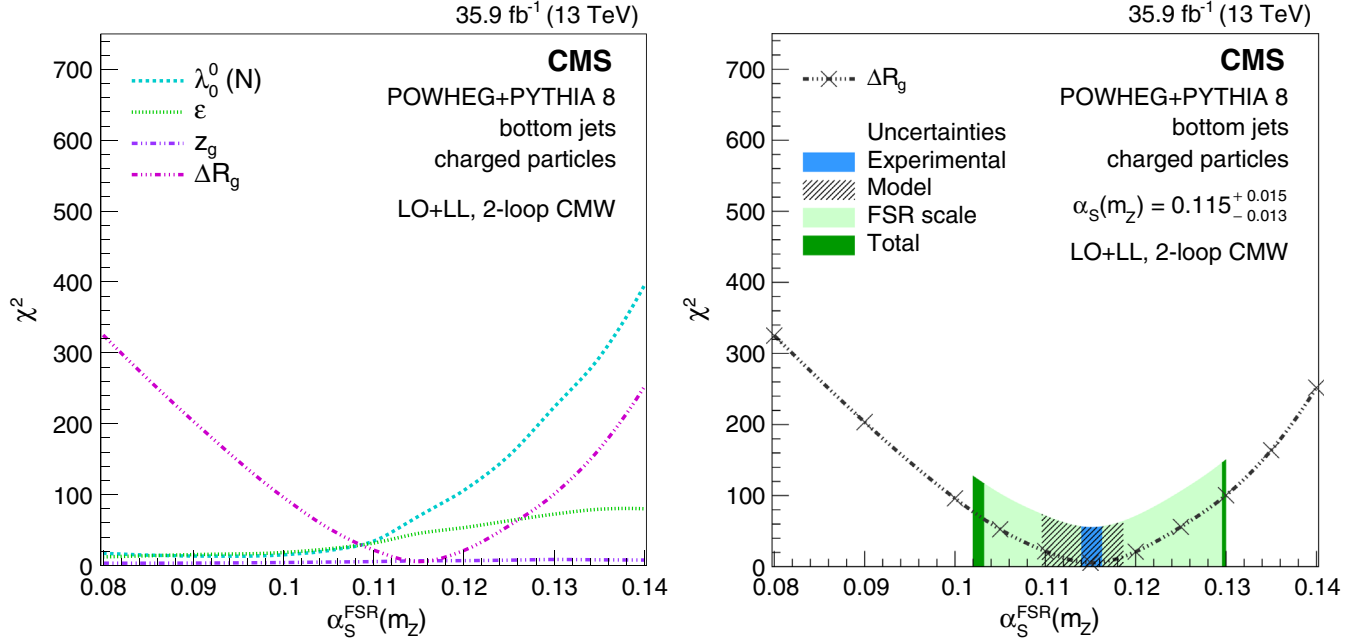 35.9 fb⁻¹ (13 TeV)
CMS
λ₀⁰ (N)
ε
z_g
ΔR_g
POWHEG+PYTHIA 8
bottom jets
charged particles
LO+LL, 2-loop CMW
χ²
700
600
500
400
300
200
100
0
0.08
0.09
0.1
0.11
0.12
0.13
0.14
α_S^FSR(m_Z)
35.9 fb⁻¹ (13 TeV)
CMS
ΔR_g
POWHEG+PYTHIA 8
bottom jets
charged particles
Uncertainties
Experimental
Model
FSR scale
Total
α_S(m_Z) = 0.115 +0.015 −0.013
LO+LL, 2-loop CMW
χ²
700
600
500
400
300
200
100
0
0.08
0.09
0.1
0.11
0.12
0.13
0.14
α_S^FSR(m_Z)